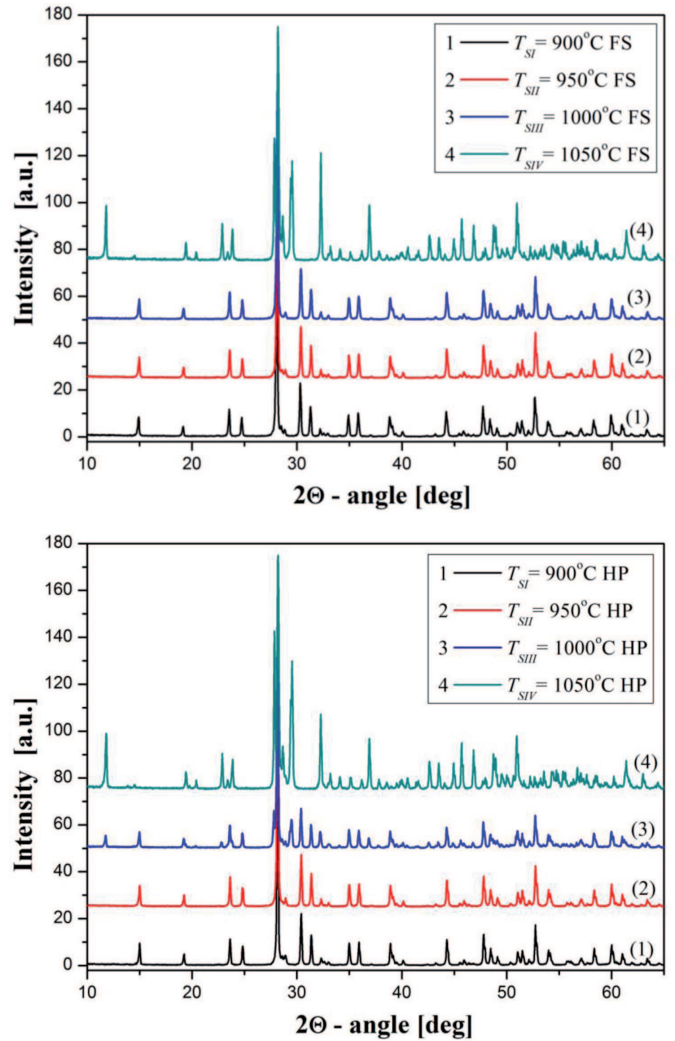 180
160
140
120
100
80
60
40
20
0
Intensity [a.u.]
1 T_SI= 900°C FS
2 T_SII= 950°C FS
3 T_SIII= 1000°C FS
4 T_SIV= 1050°C FS
(4)
(3)
(2)
(1)
10 20 30 40 50 60
2Θ - angle [deg]
180
160
140
120
100
80
60
40
20
0
Intensity [a.u.]
1 T_SI= 900°C HP
2 T_SII= 950°C HP
3 T_SIII= 1000°C HP
4 T_SIV= 1050°C HP
(4)
(3)
(2)
(1)
10 20 30 40 50 60
2Θ - angle [deg]